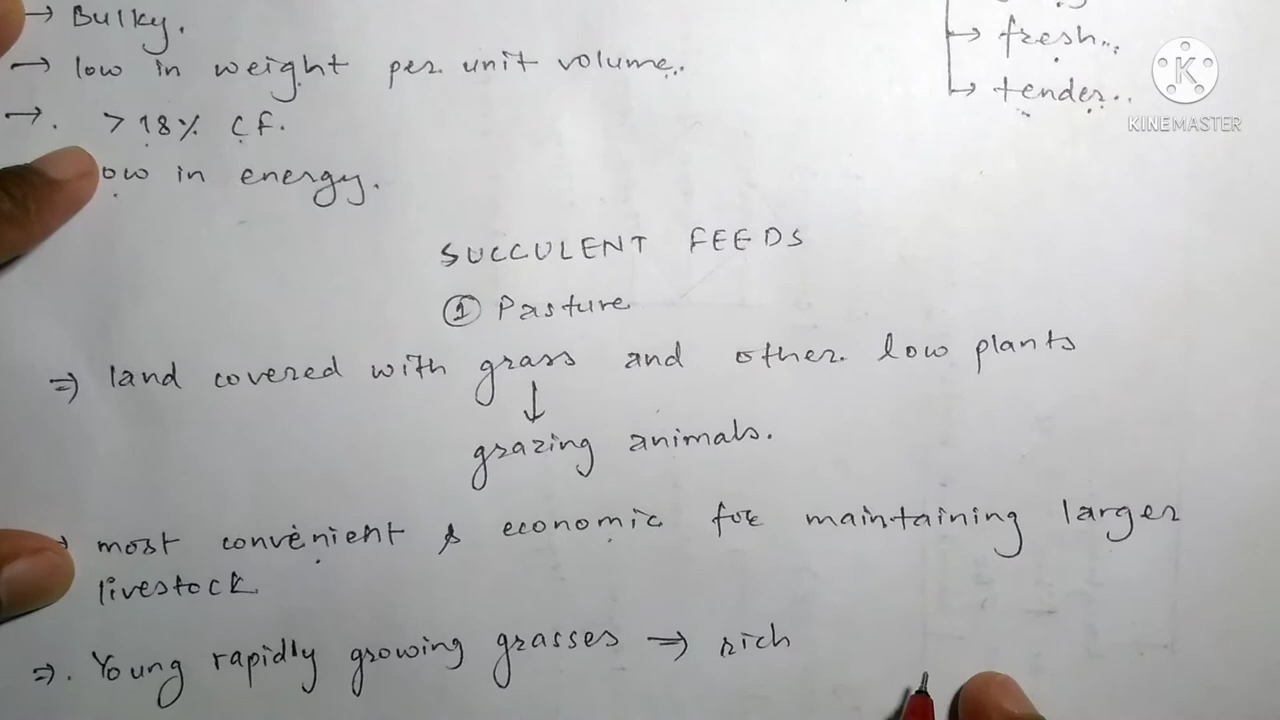 → Bulky.
→ low in weight per unit volume..
→. > 18% CF.
ow in energy.
→ fresh...
→ tender..
KINEMASTER
SUCCULENT FEEDS
① Pasture
⇒ land covered with grass and other. low plants
↓
grazing animals.
most convenient & economic for maintaining larger
livestock
⇒. Young rapidly growing grasses ⇒ rich